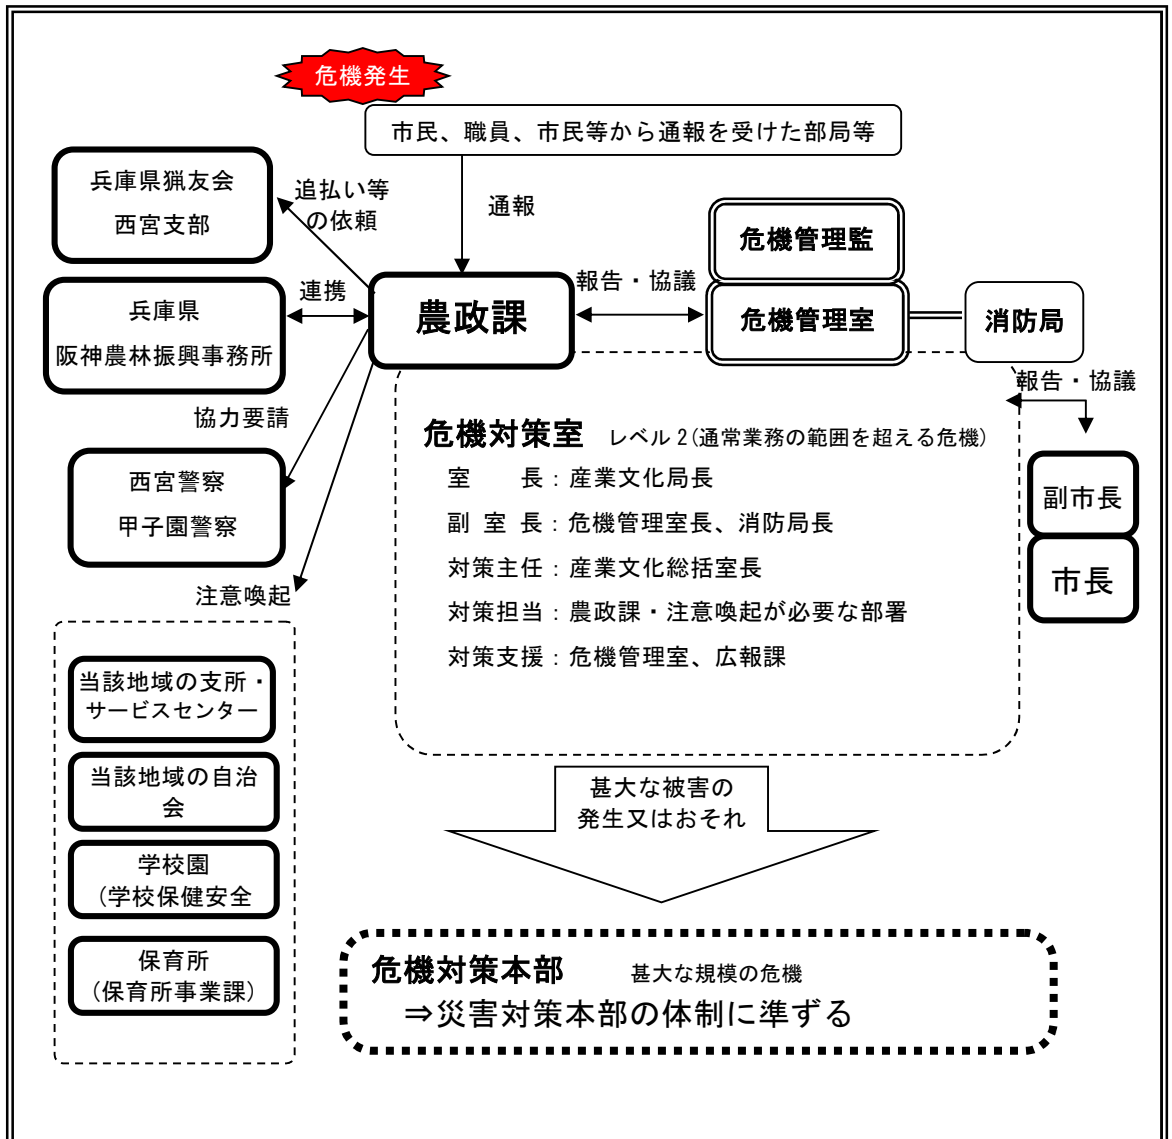 危機発生
市民、職員、市民等から通報を受けた部局等
兵庫県猟友会
西宮支部
追払い等
の依頼
通報
危機管理監
兵庫県
阪神農林振興事務所
連携
農政課
報告・協議
危機管理室
消防局
報告・協議
協力要請
危機対策室 レベル2(通常業務の範囲を超える危機)
室　　長：産業文化局長
副 室 長：危機管理室長、消防局長
対策主任：産業文化総括室長
対策担当：農政課・注意喚起が必要な部署
対策支援：危機管理室、広報課
西宮警察
甲子園警察
副市長
市長
注意喚起
当該地域の支所・
サービスセンター
当該地域の自治
会
学校園
(学校保健安全
保育所
(保育所事業課)
甚大な被害の
発生又はおそれ
危機対策本部 甚大な規模の危機
⇒災害対策本部の体制に準ずる